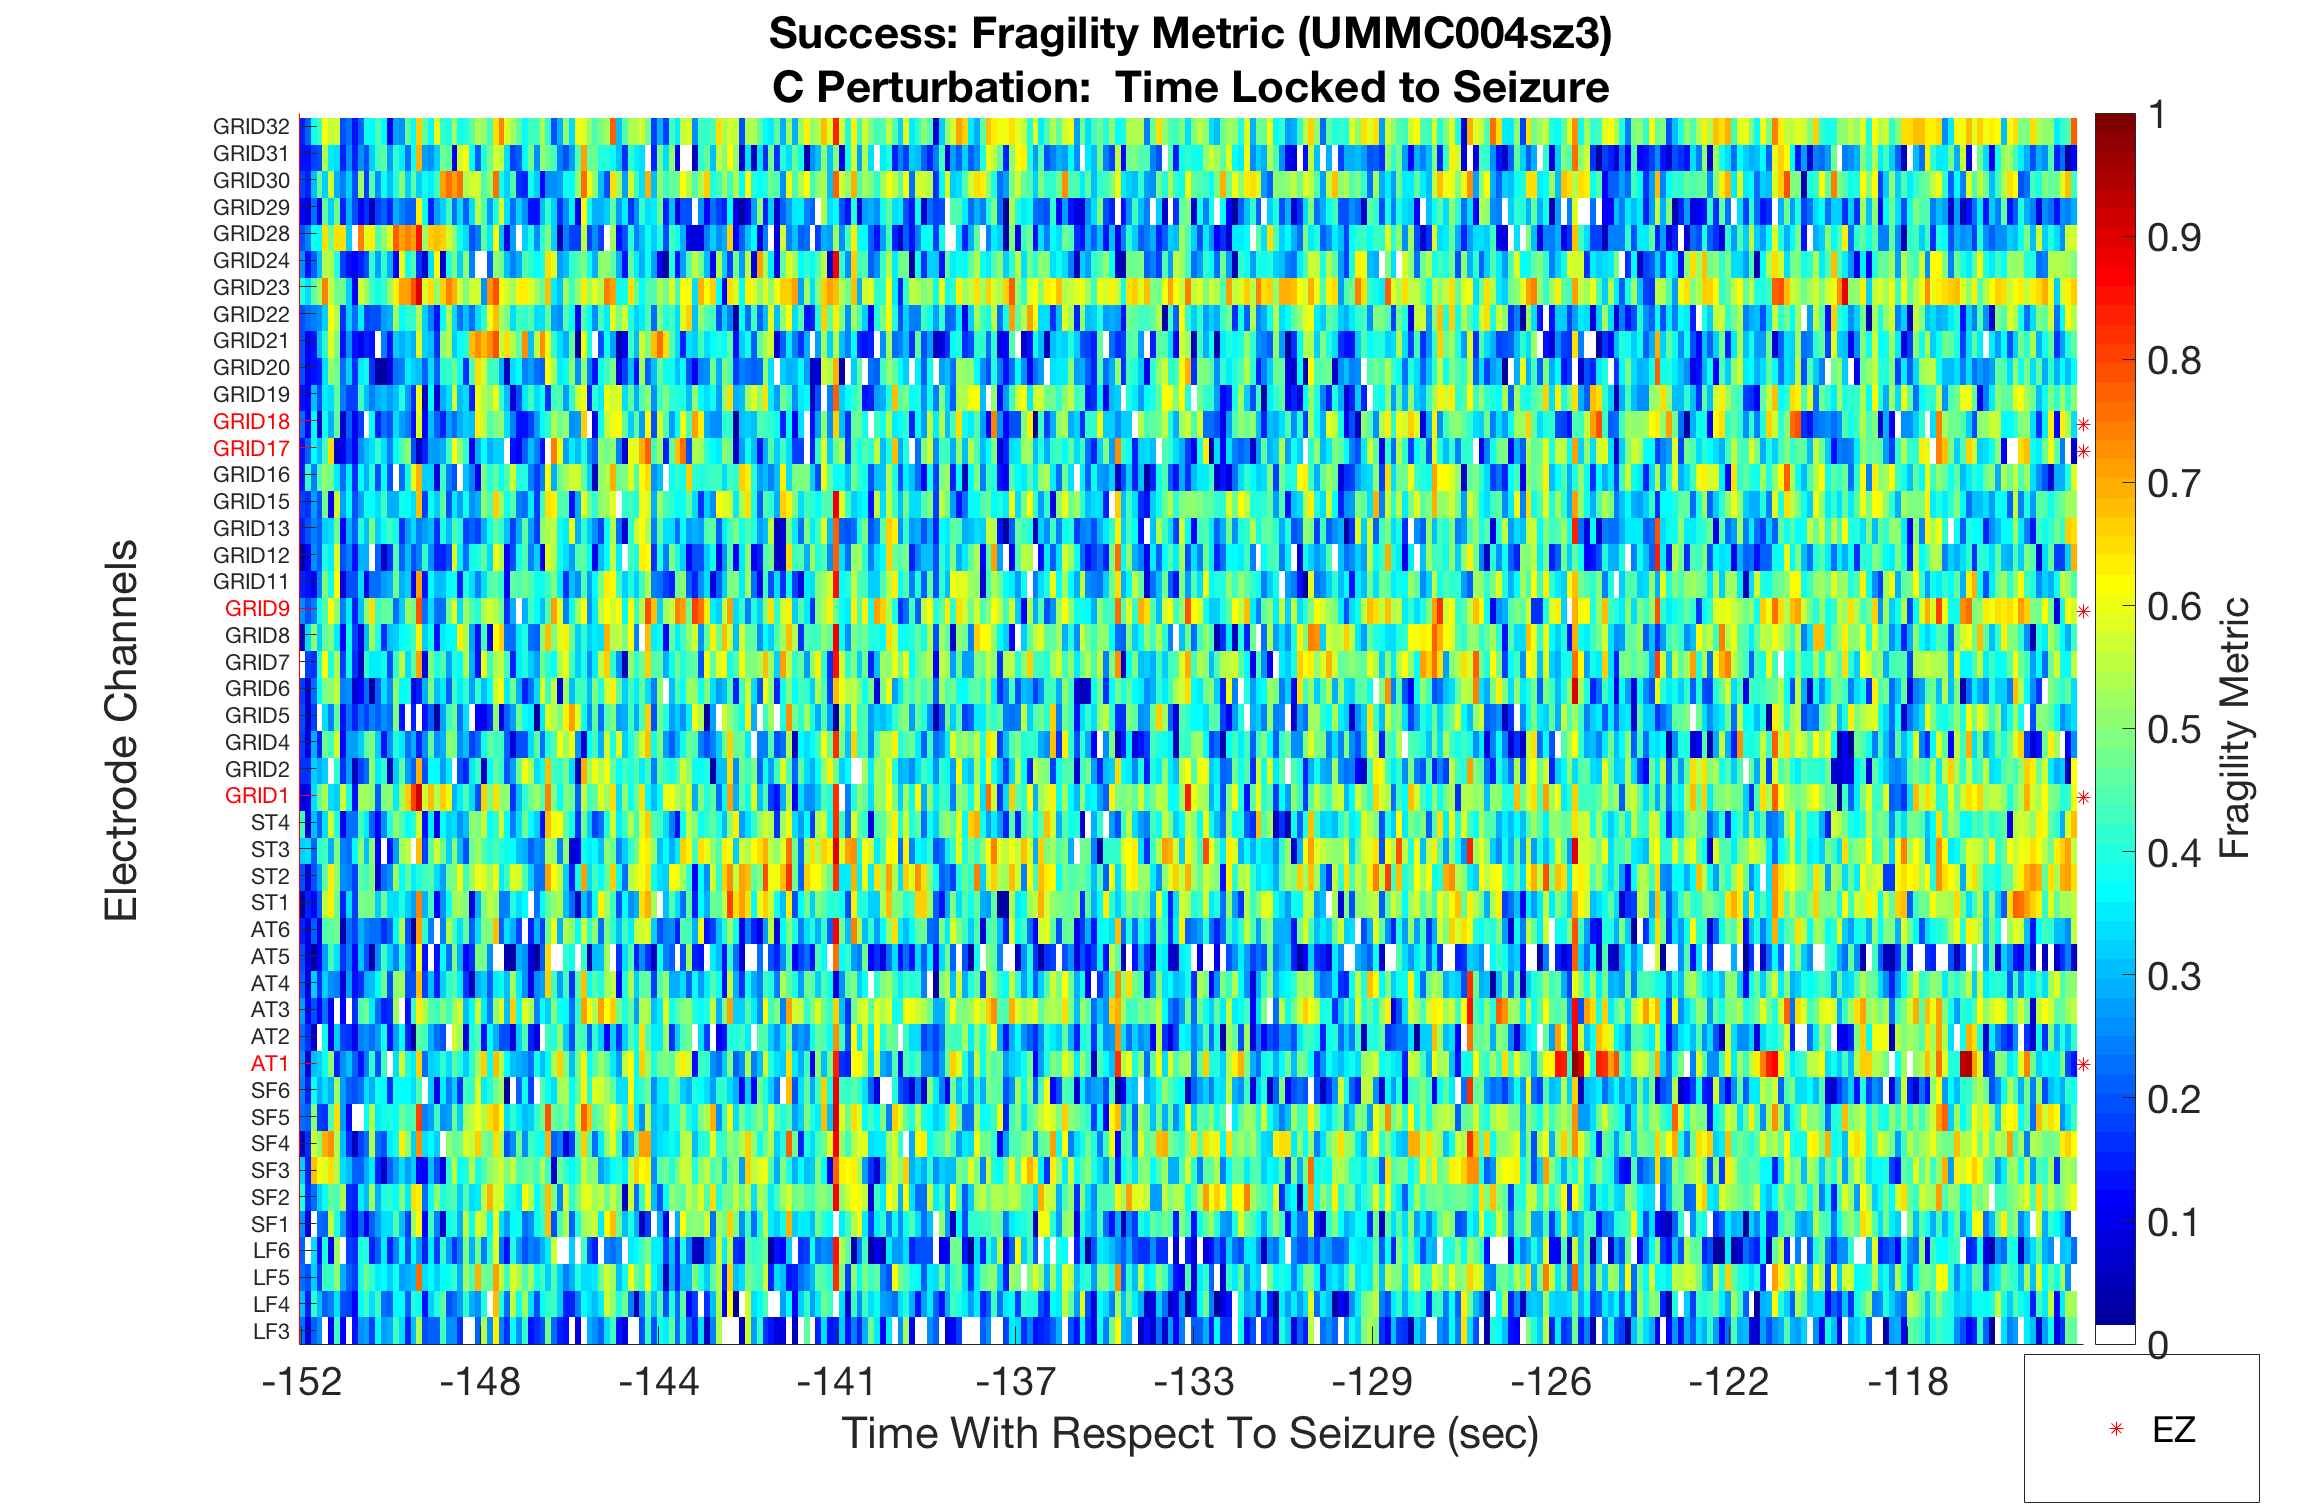 Success: Fragility Metric (UMMC004sz3)
C Perturbation:  Time Locked to Seizure
Electrode Channels
GRID32
GRID31
GRID30
GRID29
GRID28
GRID24
GRID23
GRID22
GRID21
GRID20
GRID19
GRID18
GRID17
GRID16
GRID15
GRID13
GRID12
GRID11
GRID9
GRID8
GRID7
GRID6
GRID5
GRID4
GRID2
GRID1
ST4
ST3
ST2
ST1
AT6
AT5
AT4
AT3
AT2
AT1
SF6
SF5
SF4
SF3
SF2
SF1
LF6
LF5
LF4
LF3
-152 -148 -144 -141 -137 -133 -129 -126 -122 -118
Time With Respect To Seizure (sec)
1
0.9
0.8
0.7
0.6
0.5
0.4
0.3
0.2
0.1
0
Fragility Metric
EZ